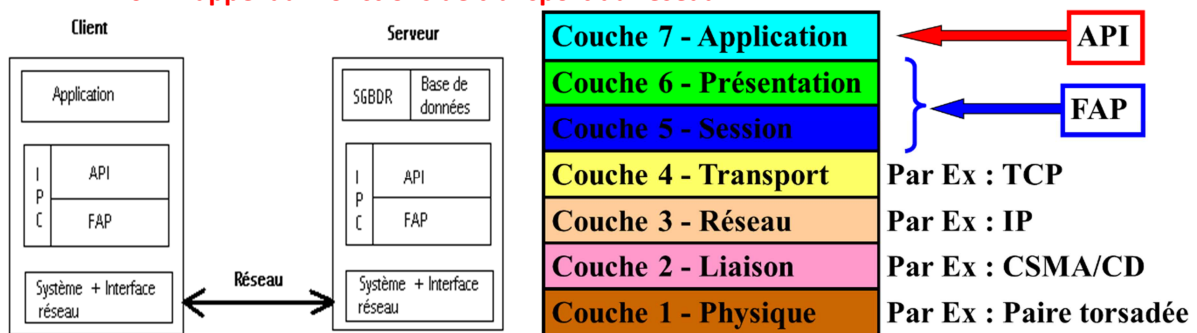 Client
Application
I P C
API
FAP
Système + Interface
réseau
Réseau
Serveur
SGBDR
Base de
données
I P C
API
FAP
Système + Interface
réseau
Couche 7 - Application
API
Couche 6 - Présentation
Couche 5 - Session
FAP
Couche 4 - Transport
Par Ex : TCP
Couche 3 - Réseau
Par Ex : IP
Couche 2 - Liaison
Par Ex : CSMA/CD
Couche 1 - Physique
Par Ex : Paire torsadée